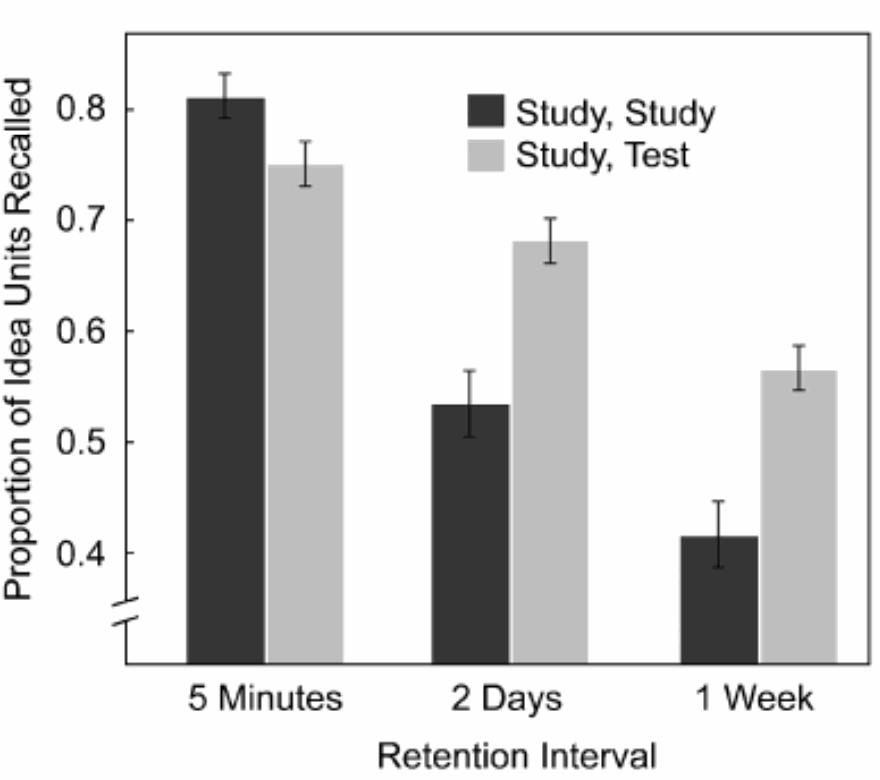 Proportion of Idea Units Recalled
0.8
0.7
0.6
0.5
0.4
Study, Study
Study, Test
5 Minutes
2 Days
1 Week
Retention Interval